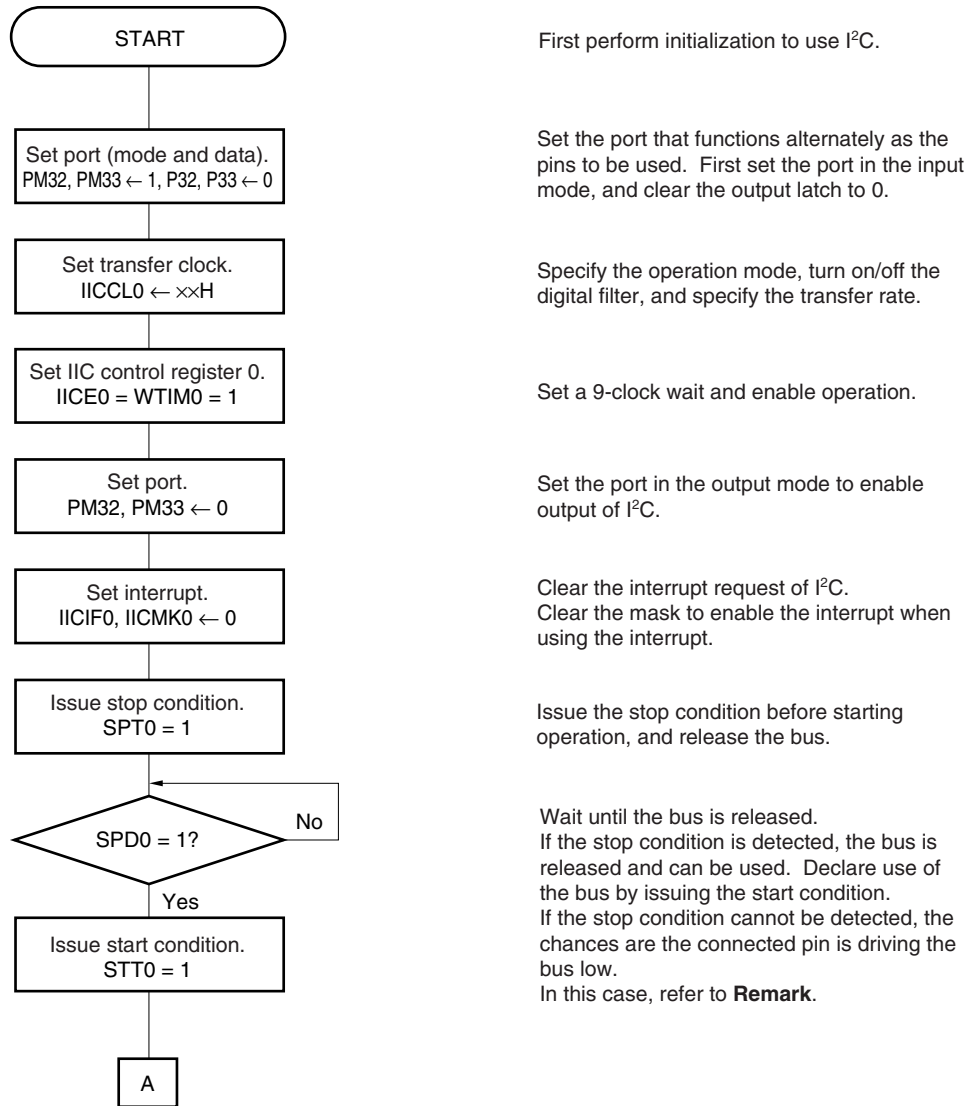 START
First perform initialization to use I²C.
Set port (mode and data).
PM32, PM33 ← 1, P32, P33 ← 0
Set the port that functions alternately as the
pins to be used. First set the port in the input
mode, and clear the output latch to 0.
Set transfer clock.
IICCL0 ← ××H
Specify the operation mode, turn on/off the
digital filter, and specify the transfer rate.
Set IIC control register 0.
IICE0 = WTIM0 = 1
Set a 9-clock wait and enable operation.
Set port.
PM32, PM33 ← 0
Set the port in the output mode to enable
output of I²C.
Set interrupt.
IICIF0, IICMK0 ← 0
Clear the interrupt request of I²C.
Clear the mask to enable the interrupt when
using the interrupt.
Issue stop condition.
SPT0 = 1
Issue the stop condition before starting
operation, and release the bus.
SPD0 = 1?
No
Yes
Wait until the bus is released.
If the stop condition is detected, the bus is
released and can be used. Declare use of
the bus by issuing the start condition.
If the stop condition cannot be detected, the
chances are the connected pin is driving the
bus low.
In this case, refer to Remark.
Issue start condition.
STT0 = 1
A